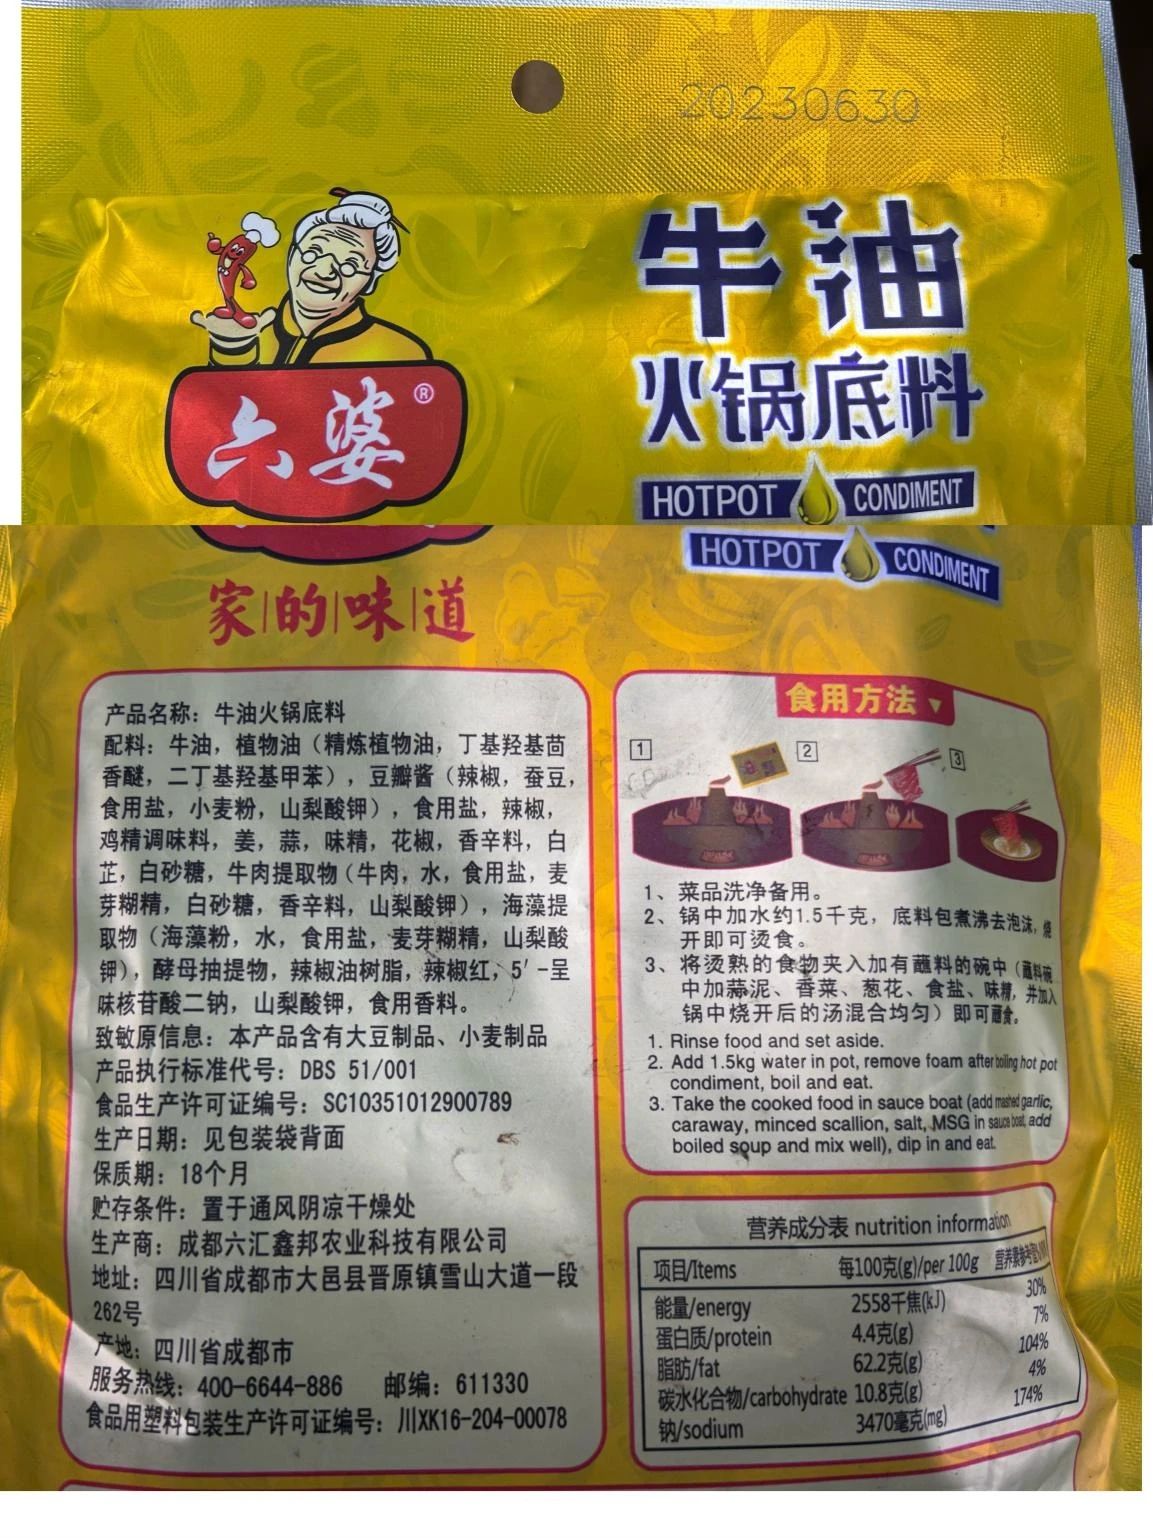 20230630
牛油
火锅底料
六婆®
HOTPOT CONDIMENT
HOTPOT CONDIMENT
家的味道
产品名称：牛油火锅底料
配料：牛油，植物油（精炼植物油，丁基羟基茴
香醚，二丁基羟基甲苯），豆瓣酱（辣椒，蚕豆，
食用盐，小麦粉，山梨酸钾），食用盐，辣椒，
鸡精调味料，姜，蒜，味精，花椒，香辛料，白
芷，白砂糖，牛肉提取物（牛肉，水，食用盐，麦
芽糊精，白砂糖，香辛料，山梨酸钾），海藻提
取物（海藻粉，水，食用盐，麦芽糊精，山梨酸
钾），酵母抽提物，辣椒油树脂，辣椒红，5′-呈
味核苷酸二钠，山梨酸钾，食用香料。
致敏原信息：本产品含有大豆制品、小麦制品
产品执行标准代号：DBS 51/001
食品生产许可证编号：SC10351012900789
生产日期：见包装袋背面
保质期：18个月
贮存条件：置于通风阴凉干燥处
生产商：成都六汇鑫邦农业科技有限公司
地址：四川省成都市大邑县晋原镇雪山大道一段
262号
产地：四川省成都市
服务热线：400-6644-886 邮编：611330
食品用塑料包装生产许可证编号：川XK16-204-00078
食用方法
1 2 3
1、菜品洗净备用。
2、锅中加水约1.5千克，底料包煮沸去泡沫，烧
开即可烫食。
3、将烫熟的食物夹入加有蘸料的碗中（蘸料碗
中加蒜泥、香菜、葱花、食盐、味精，并加入
锅中烧开后的汤混合均匀）即可蘸食。
1. Rinse food and set aside.
2. Add 1.5kg water in pot, remove foam after boiling hot pot
condiment, boil and eat.
3. Take the cooked food in sauce boat (add mashed garlic,
caraway, minced scallion, salt, MSG in sauce boat, add
boiled soup and mix well), dip in and eat.
营养成分表 nutrition information
项目/Items 每100克(g)/per 100g 营养素参考值%
能量/energy 2558千焦(kJ) 30%
蛋白质/protein 4.4克(g) 7%
脂肪/fat 62.2克(g) 104%
碳水化合物/carbohydrate 10.8克(g) 4%
钠/sodium 3470毫克(mg) 174%